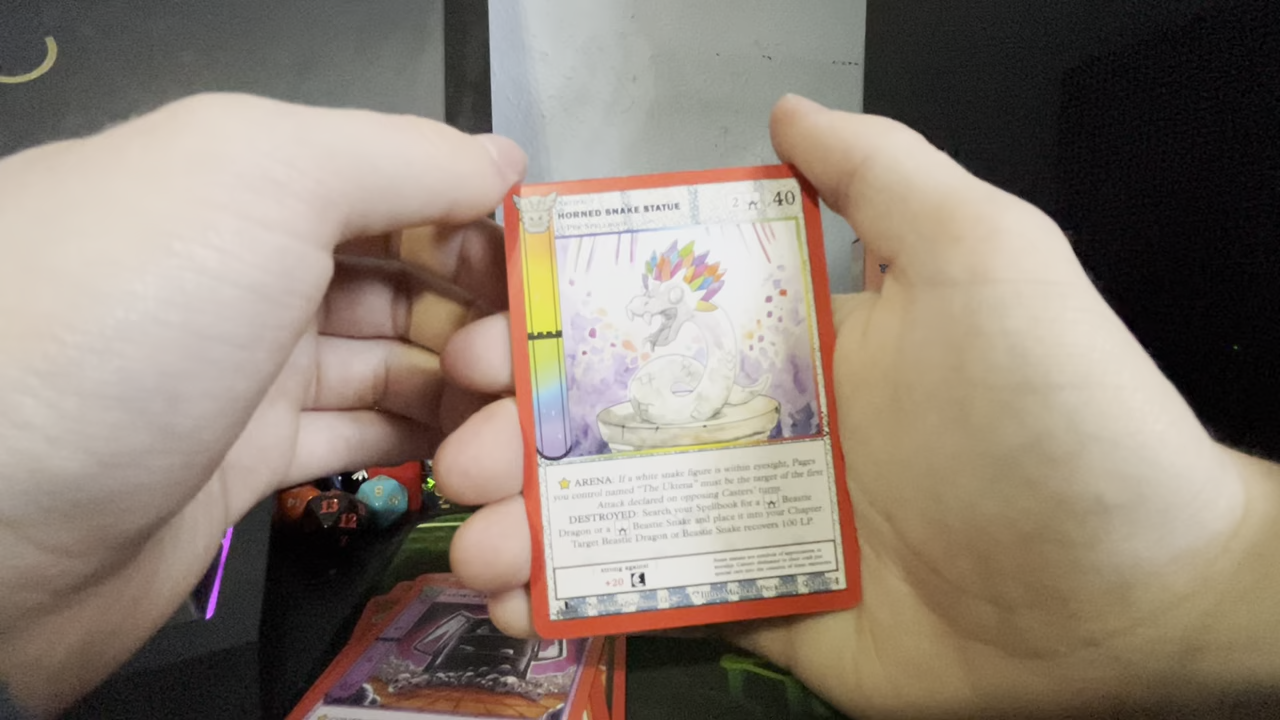 HORNED SNAKE STATUE 2 40
ARENA: If a white snake figure is within eyesight, Pages
you control named "The Uktena" must be the target of the first
Attack declared on opposing Casters' turns.
DESTROYED: Search your Spellbook for a Beastie
Dragon or a Beastie Snake and place it into your Chapter.
Target Beastie Dragon or Beastie Snake recovers 100 LP.
strong against
+20
13
12